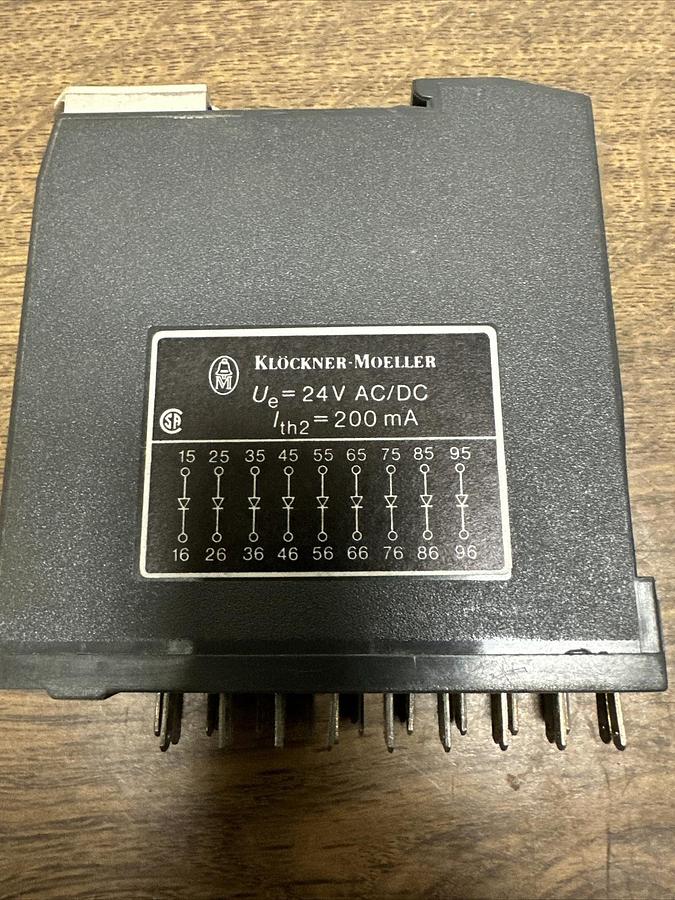 KLÖCKNER-MOELLER
M
Ue = 24V AC/DC
Ith2 = 200 mA
SA
15 25 35 45 55 65 75 85 95
16 26 36 46 56 66 76 86 96